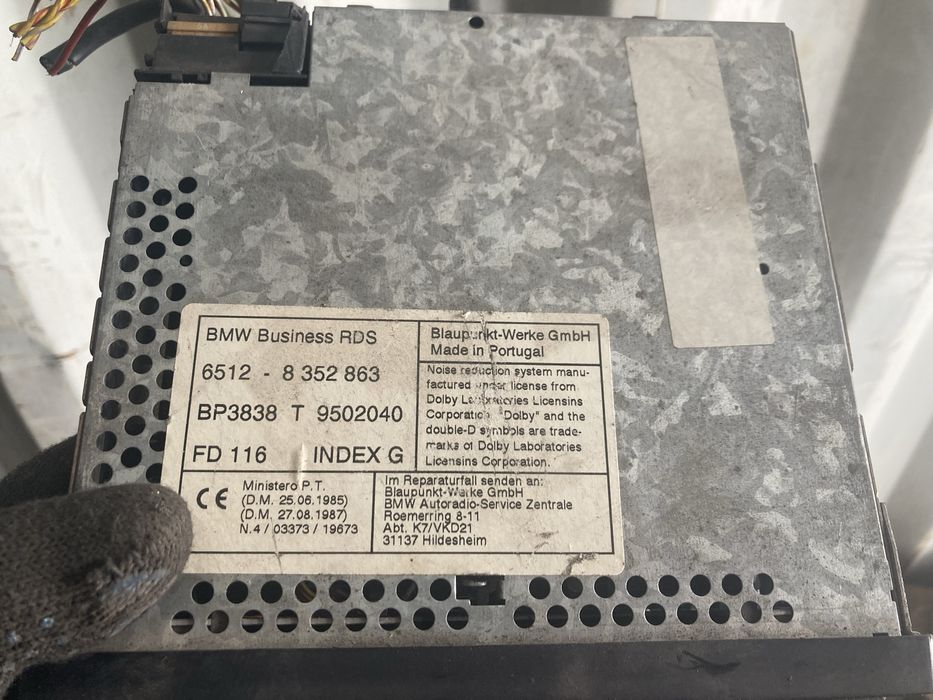 BMW Business RDS
6512 - 8 352 863
BP3838 T 9502040
FD 116 INDEX G
Blaupunkt-Werke GmbH
Made in Portugal
Noise reduction system manu-
factured under license from
Dolby Laboratories Licensins
Corporation. "Dolby" and the
double-D symbols are trade-
marks of Dolby Laboratories
Licensins Corporation.
CE
Ministero P.T.
(D.M. 25.06.1985)
(D.M. 27.08.1987)
N.4 / 03373 / 19673
Im Reparaturfall senden an:
Blaupunkt-Werke GmbH
BMW Autoradio-Service Zentrale
Roemerring 8-11
Abt. K7/VKD21
31137 Hildesheim